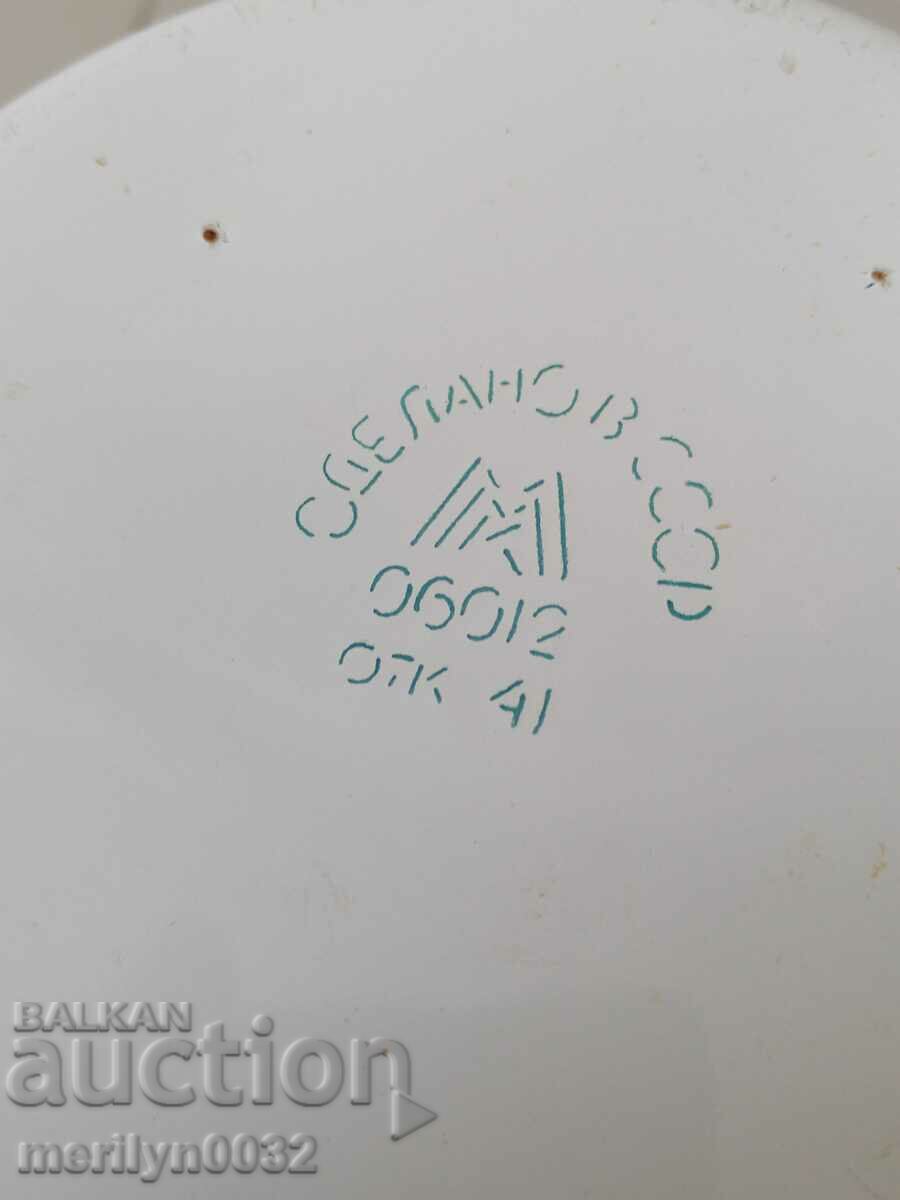 СДЕЛАНО В СССР
М
06012
ОТК 41
BALKAN
auction
merilyn0032